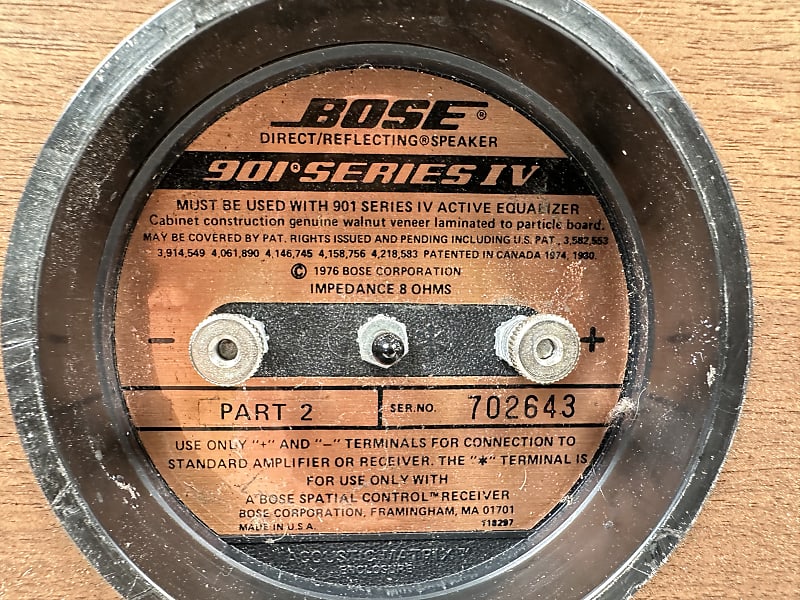 BOSE®
DIRECT/REFLECTING® SPEAKER
901® SERIES IV
MUST BE USED WITH 901 SERIES IV ACTIVE EQUALIZER
Cabinet construction genuine walnut veneer laminated to particle board.
MAY BE COVERED BY PAT. RIGHTS ISSUED AND PENDING INCLUDING U.S. PAT., 3,582,553
3,914,549 4,061,890 4,146,745 4,158,756 4,218,583 PATENTED IN CANADA 1974, 1930.
© 1976 BOSE CORPORATION
IMPEDANCE 8 OHMS
− +
PART 2 SER. NO. 702643
USE ONLY "+" AND "−" TERMINALS FOR CONNECTION TO
STANDARD AMPLIFIER OR RECEIVER. THE "*" TERMINAL IS
FOR USE ONLY WITH
A BOSE SPATIAL CONTROL™ RECEIVER
BOSE CORPORATION, FRAMINGHAM, MA 01701
MADE IN U.S.A. 118297
ACOUSTIC MATRIX™
ENCLOSURE